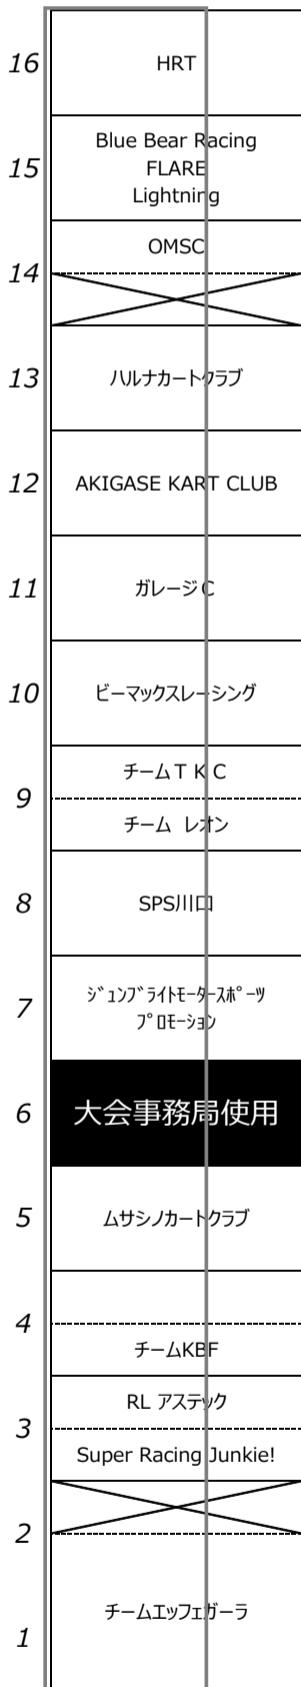 16
HRT
15
Blue Bear Racing
FLARE
Lightning
OMSC
14
13
ハルナカートクラブ
12
AKIGASE KART CLUB
11
ガレージC
10
ビーマックスレーシング
チームＴＫＣ
9
チーム レオン
8
SPS川口
7
ｼﾞｭﾝﾌﾞﾗｲﾄﾓｰﾀｰｽﾎﾟｰﾂ
ﾌﾟﾛﾓｰｼｮﾝ
6
大会事務局使用
5
ムサシノカートクラブ
4
チームKBF
RL アステック
3
Super Racing Junkie!
2
チームエッフェガーラ
1